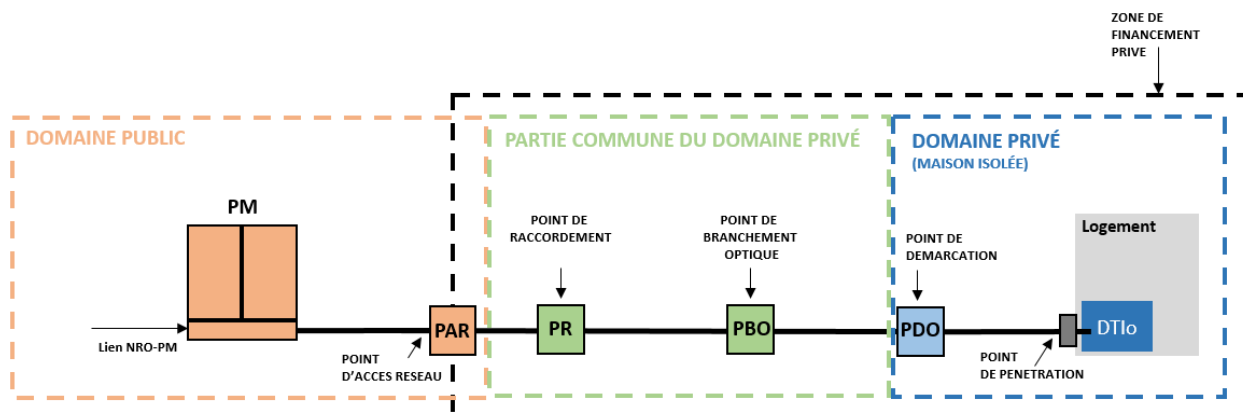 ZONE DE
FINANCEMENT
PRIVE
DOMAINE PUBLIC
PARTIE COMMUNE DU DOMAINE PRIVÉ
DOMAINE PRIVÉ
(MAISON ISOLÉE)
PM
POINT DE
RACCORDEMENT
POINT DE
BRANCHEMENT
OPTIQUE
POINT DE
DEMARCATION
Logement
PAR
PR
PBO
PDO
DTIo
Lien NRO-PM
POINT
D'ACCES RESEAU
POINT
DE PENETRATION